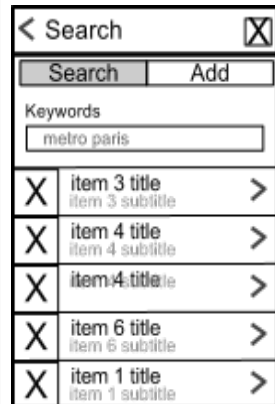 < Search X
Search Add
Keywords
metro paris
X item 3 title >
item 3 subtitle
X item 4 title >
item 4 subtitle
X item 4 title >
X item 6 title >
item 6 subtitle
X item 1 title >
item 1 subtitle